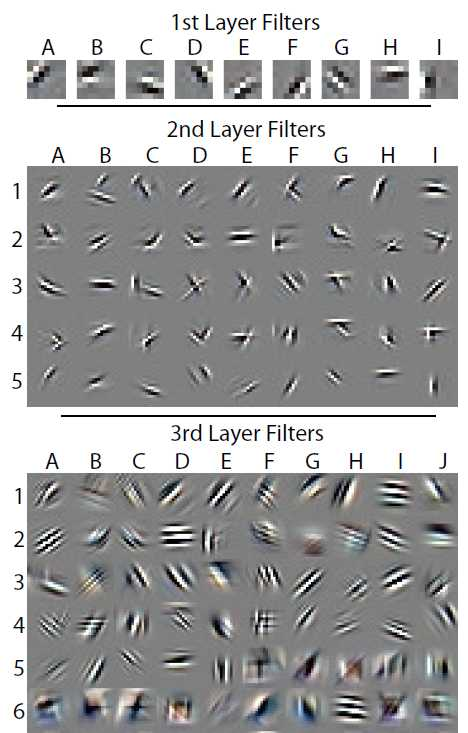 1st Layer Filters
A B C D E F G H I
2nd Layer Filters
A B C D E F G H I
1
2
3
4
5
3rd Layer Filters
A B C D E F G H I J
1
2
3
4
5
6